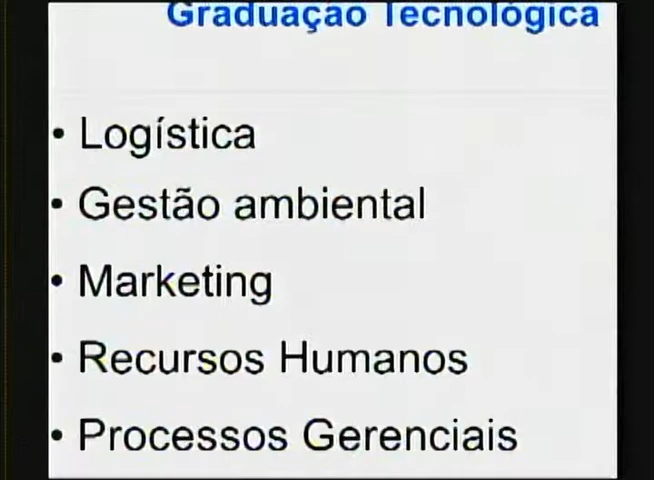 Graduação Tecnológica
• Logística
• Gestão ambiental
• Marketing
• Recursos Humanos
• Processos Gerenciais